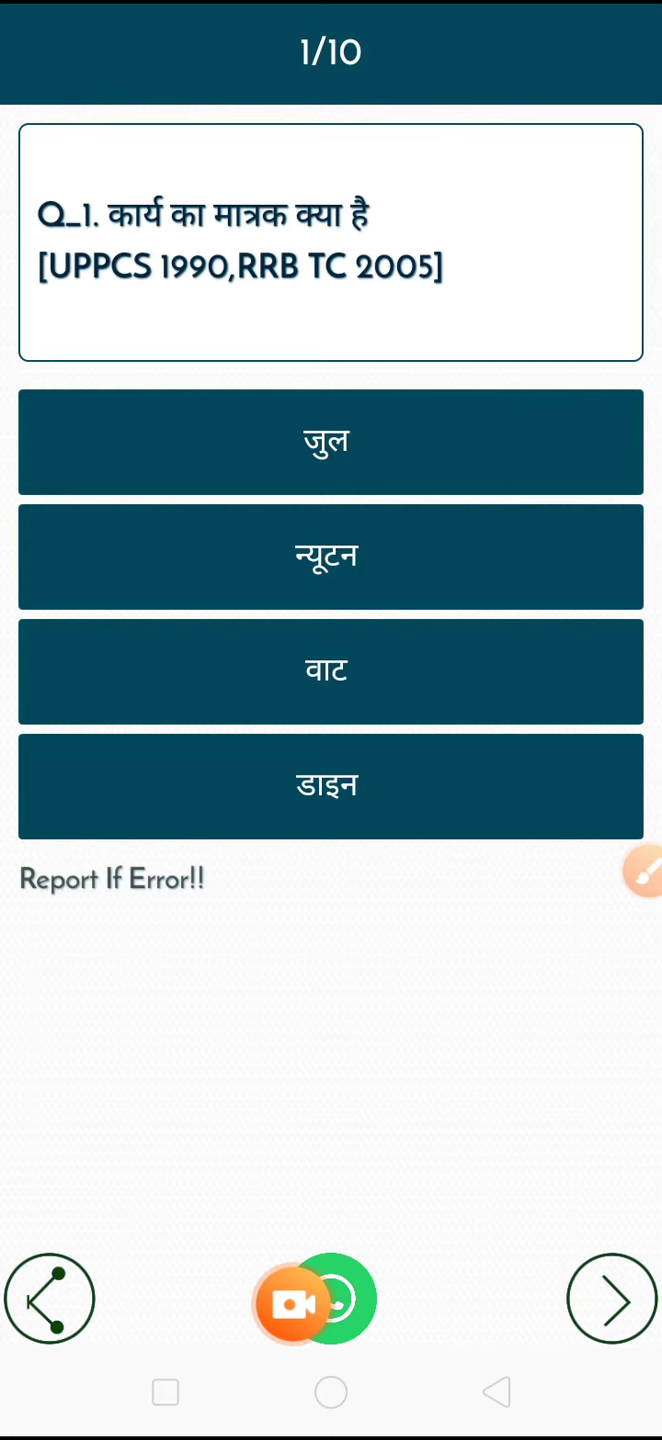 1/10
Q_1. कार्य का मात्रक क्या है
[UPPCS 1990,RRB TC 2005]
जुल
न्यूटन
वाट
डाइन
Report If Error!!